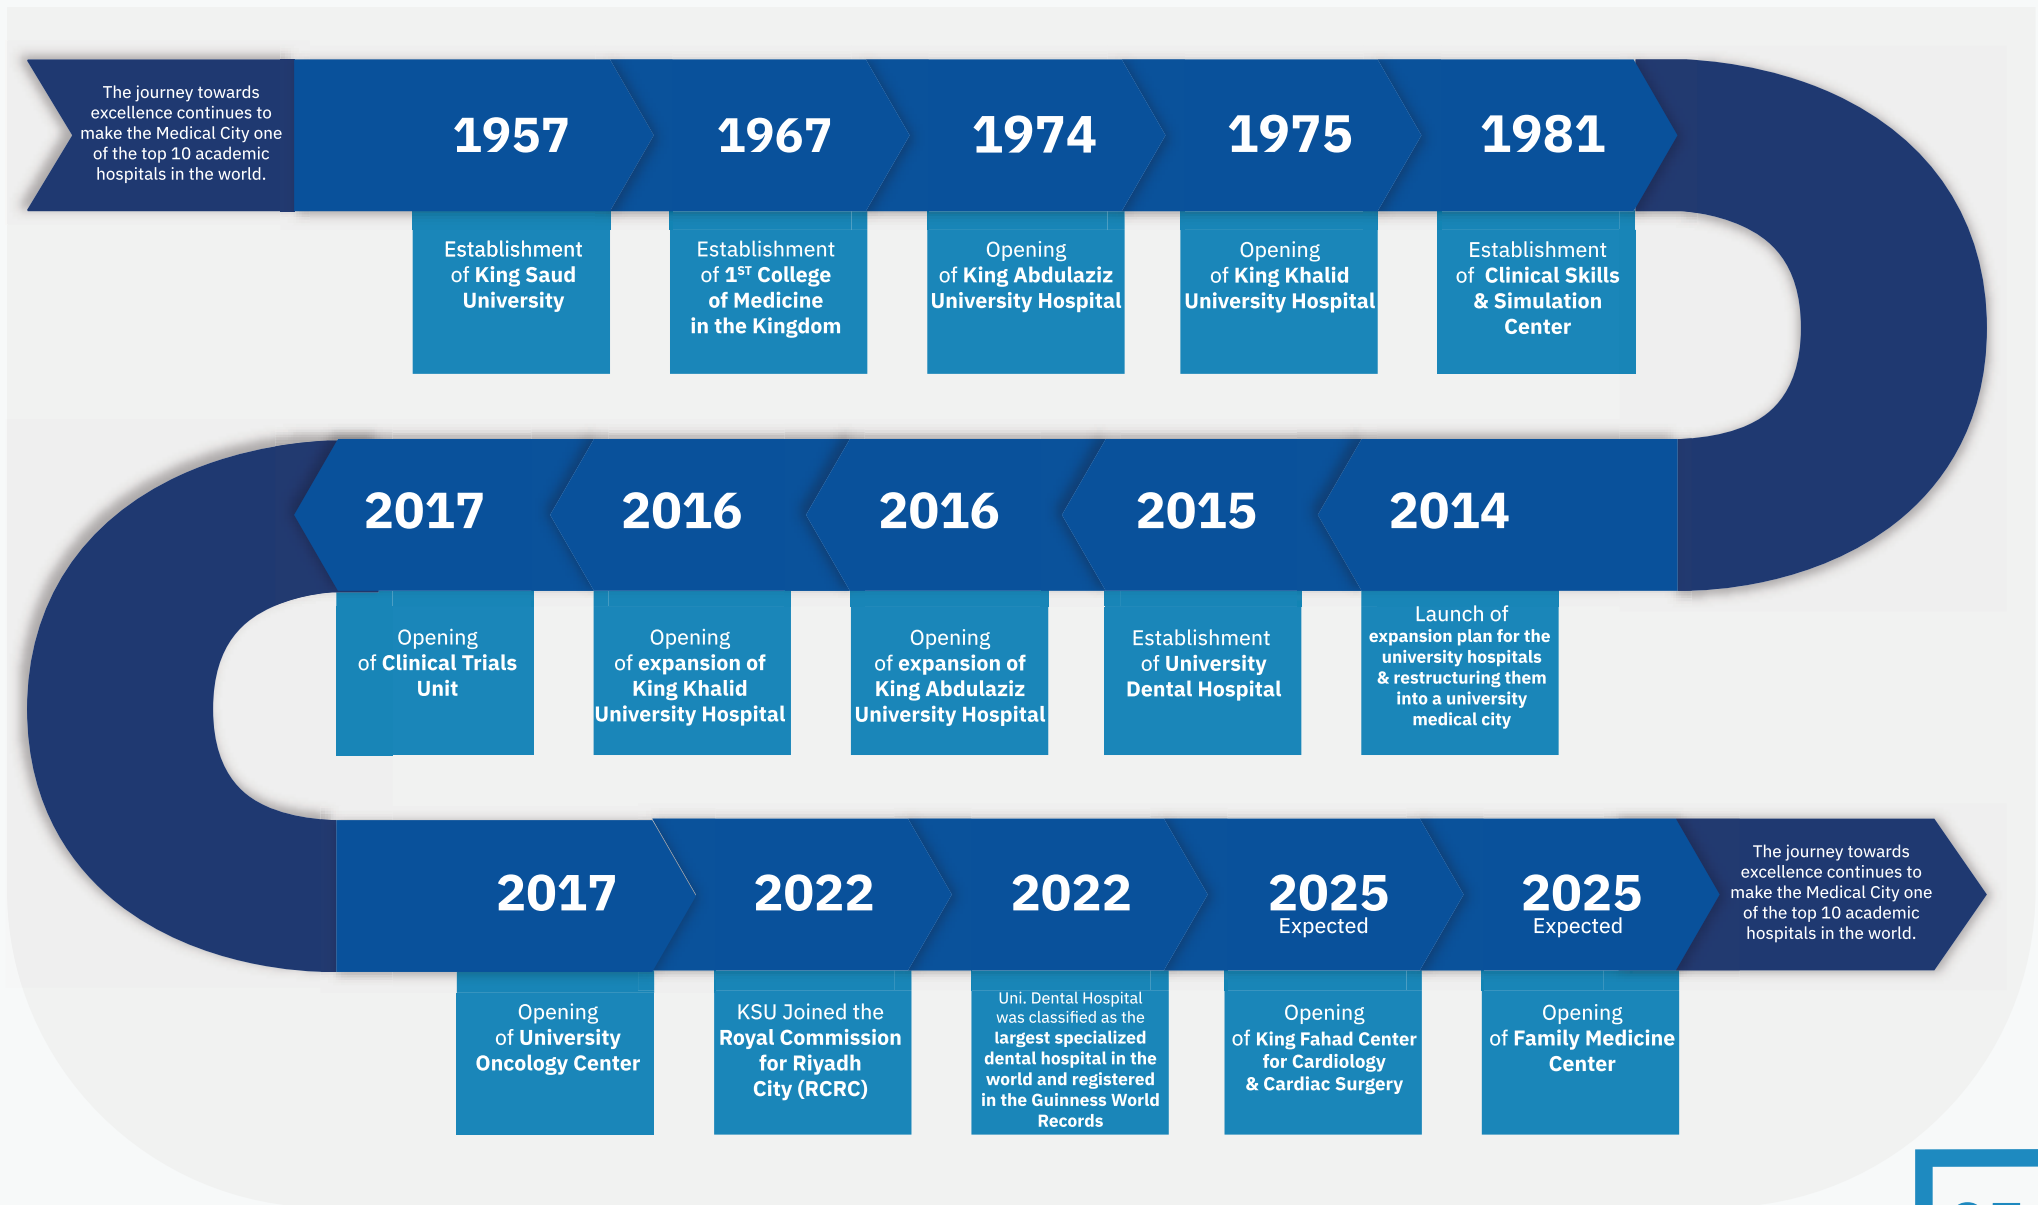 The journey towards
excellence continues to
make the Medical City one
of the top 10 academic
hospitals in the world.
1957
Establishment
of King Saud
University
1967
Establishment
of 1ST College
of Medicine
in the Kingdom
1974
Opening
of King Abdulaziz
University Hospital
1975
Opening
of King Khalid
University Hospital
1981
Establishment
of Clinical Skills
& Simulation
Center
2014
Launch of
expansion plan for the
university hospitals
& restructuring them
into a university
medical city
2015
Establishment
of University
Dental Hospital
2016
Opening
of expansion of
King Abdulaziz
University Hospital
2016
Opening
of expansion of
King Khalid
University Hospital
2017
Opening
of Clinical Trials
Unit
2017
Opening
of University
Oncology Center
2022
KSU Joined the
Royal Commission
for Riyadh
City (RCRC)
2022
Uni. Dental Hospital
was classified as the
largest specialized
dental hospital in the
world and registered
in the Guinness World
Records
2025
Expected
Opening
of King Fahad Center
for Cardiology
& Cardiac Surgery
2025
Expected
Opening
of Family Medicine
Center
The journey towards
excellence continues to
make the Medical City one
of the top 10 academic
hospitals in the world.